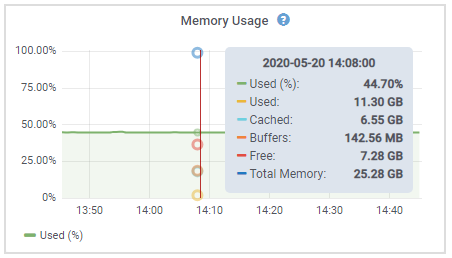 Memory Usage ?
100.00%
75.00%
50.00%
25.00%
0%
2020-05-20 14:08:00
Used (%): 44.70%
Used: 11.30 GB
Cached: 6.55 GB
Buffers: 142.56 MB
Free: 7.28 GB
Total Memory: 25.28 GB
13:50 14:00 14:10 14:20 14:30 14:40
Used (%)